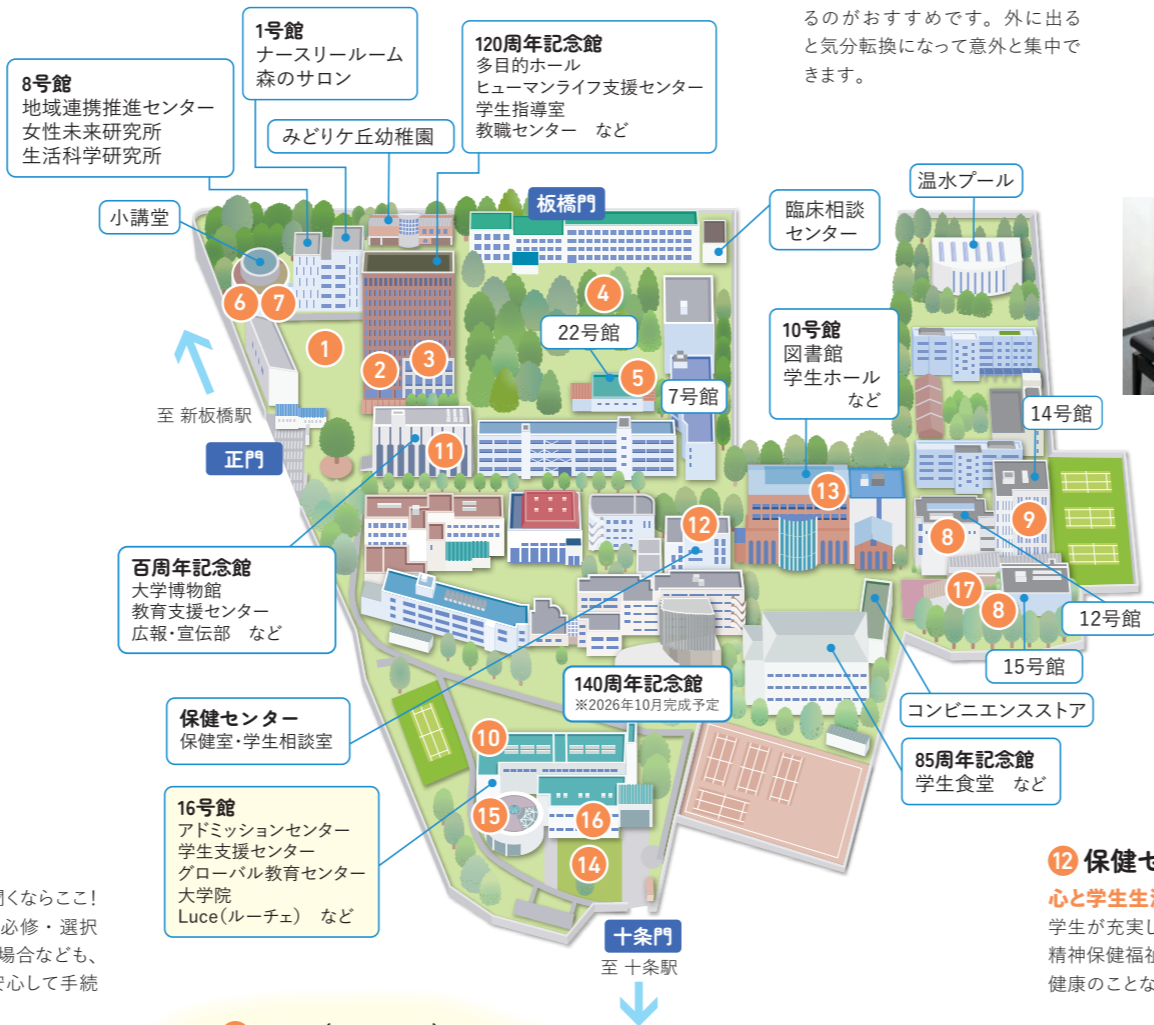 るのがおすすめです。外に出る
と気分転換になって意外と集中で
きます。
1号館
ナースリールーム
森のサロン
120周年記念館
多目的ホール
ヒューマンライフ支援センター
学生指導室
教職センター　など
8号館
地域連携推進センター
女性未来研究所
生活科学研究所
みどりケ丘幼稚園
小講堂
板橋門
臨床相談
センター
温水プール
6
7
1
2
3
4
22号館
5
7号館
10号館
図書館
学生ホール
など
14号館
至 新板橋駅
正門
11
13
12
9
8
17
8
12号館
15号館
百周年記念館
大学博物館
教育支援センター
広報・宣伝部　など
140周年記念館
※2026年10月完成予定
コンビニエンスストア
保健センター
保健室・学生相談室
85周年記念館
学生食堂　など
10
15
16
14
16号館
アドミッションセンター
学生支援センター
グローバル教育センター
大学院
Luce(ルーチェ)　など
十条門
至 十条駅
くならここ!
必修・選択
場合なども、
安心して手続
12 保健セ
心と学生生
学生が充実し
精神保健福祉
健康のことな